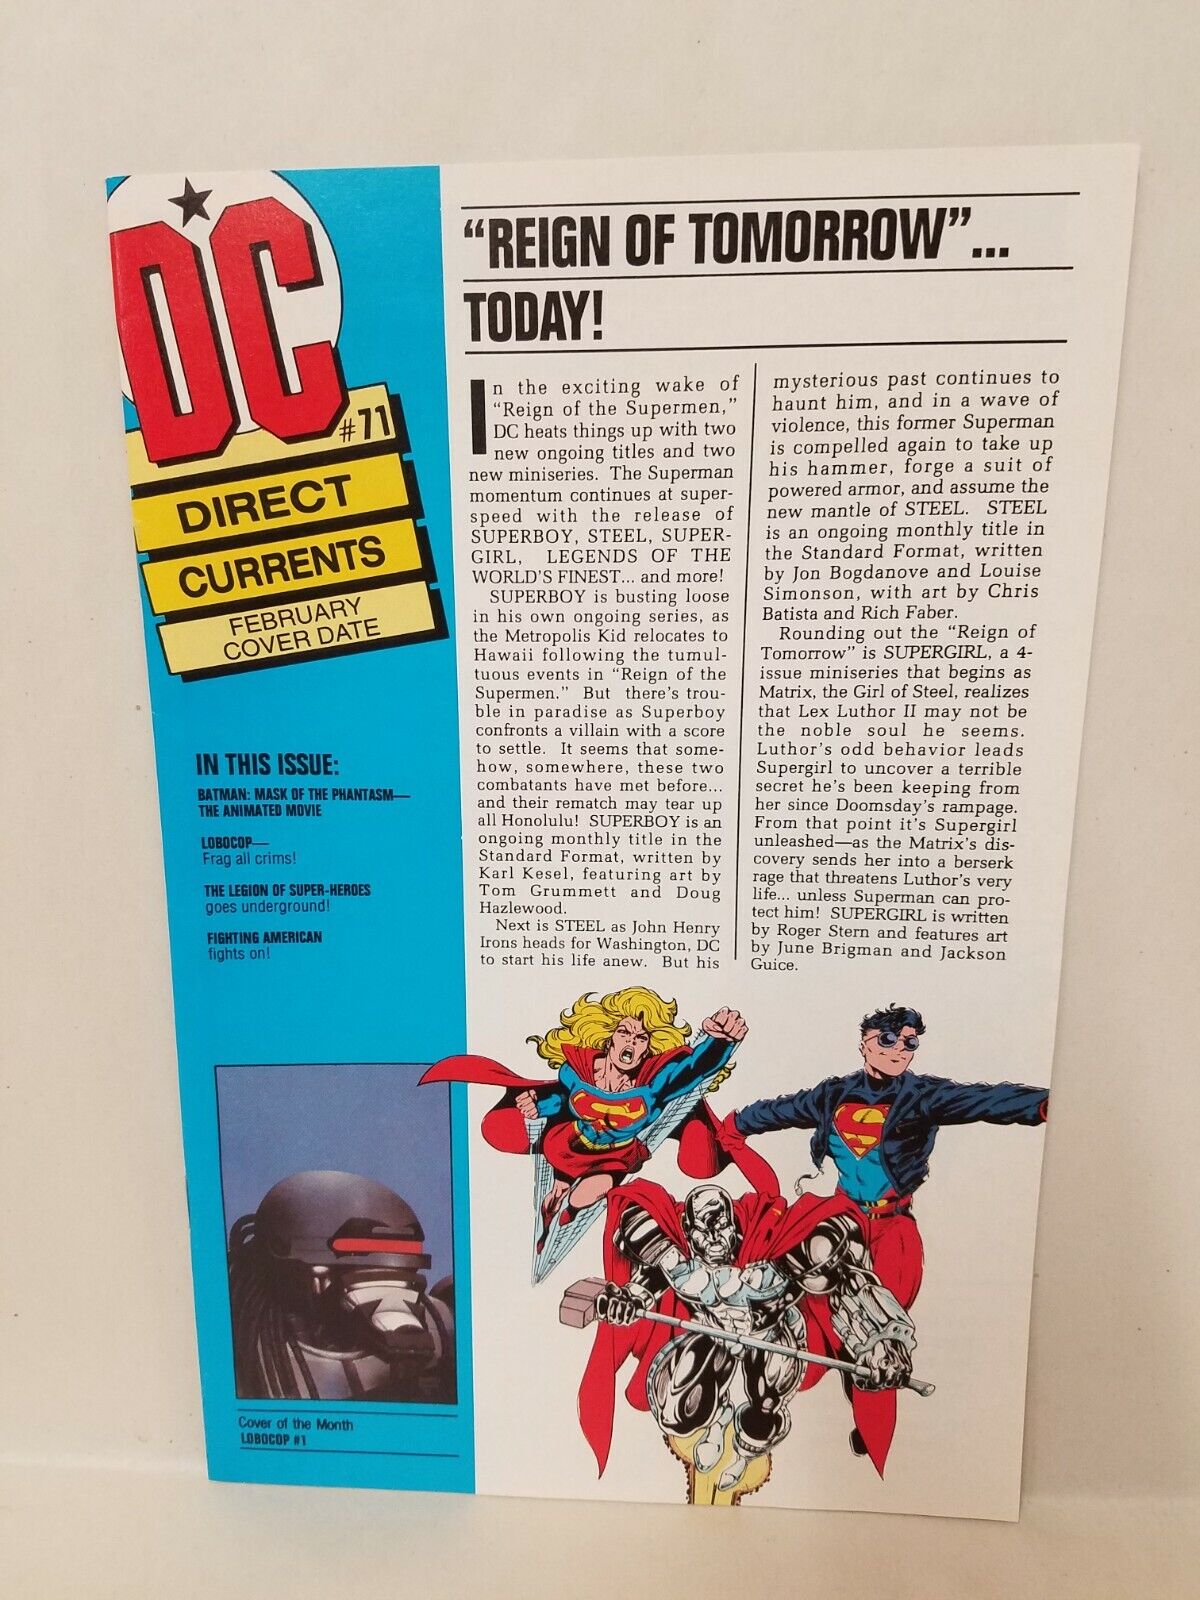 DC
#71
DIRECT
CURRENTS
FEBRUARY
COVER DATE
IN THIS ISSUE:
BATMAN: MASK OF THE PHANTASM—
THE ANIMATED MOVIE
LOBOCOP—
Frag all crims!
THE LEGION OF SUPER-HEROES
goes underground!
FIGHTING AMERICAN
fights on!
Cover of the Month
LOBOCOP #1
“REIGN OF TOMORROW”...
TODAY!
In the exciting wake of
“Reign of the Supermen,”
DC heats things up with two
new ongoing titles and two
new miniseries. The Superman
momentum continues at super-
speed with the release of
SUPERBOY, STEEL, SUPER-
GIRL, LEGENDS OF THE
WORLD'S FINEST... and more!
SUPERBOY is busting loose
in his own ongoing series, as
the Metropolis Kid relocates to
Hawaii following the tumul-
tuous events in “Reign of the
Supermen.” But there's trou-
ble in paradise as Superboy
confronts a villain with a score
to settle. It seems that some-
how, somewhere, these two
combatants have met before...
and their rematch may tear up
all Honolulu! SUPERBOY is an
ongoing monthly title in the
Standard Format, written by
Karl Kesel, featuring art by
Tom Grummett and Doug
Hazlewood.
Next is STEEL as John Henry
Irons heads for Washington, DC
to start his life anew. But his
mysterious past continues to
haunt him, and in a wave of
violence, this former Superman
is compelled again to take up
his hammer, forge a suit of
powered armor, and assume the
new mantle of STEEL. STEEL
is an ongoing monthly title in
the Standard Format, written
by Jon Bogdanove and Louise
Simonson, with art by Chris
Batista and Rich Faber.
Rounding out the “Reign of
Tomorrow” is SUPERGIRL, a 4-
issue miniseries that begins as
Matrix, the Girl of Steel, realizes
that Lex Luthor II may not be
the noble soul he seems.
Luthor's odd behavior leads
Supergirl to uncover a terrible
secret he's been keeping from
her since Doomsday's rampage.
From that point it's Supergirl
unleashed—as the Matrix's dis-
covery sends her into a berserk
rage that threatens Luthor's very
life... unless Superman can pro-
tect him! SUPERGIRL is written
by Roger Stern and features art
by June Brigman and Jackson
Guice.